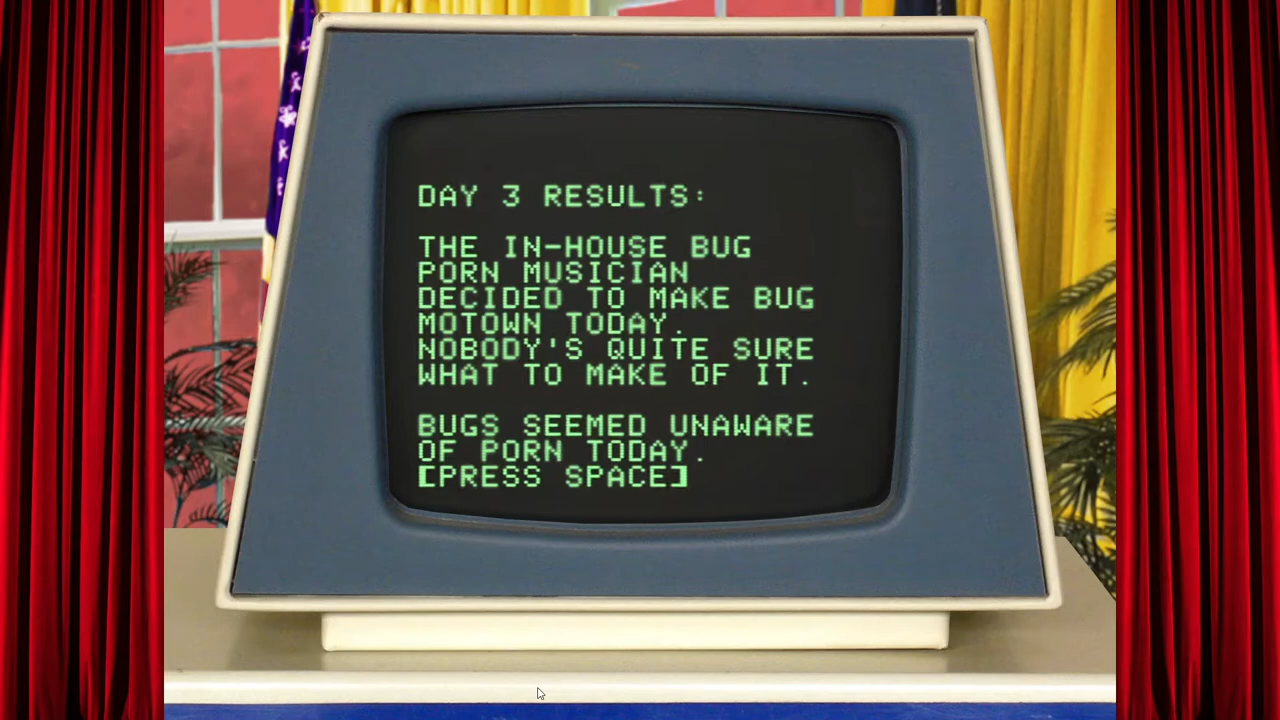 DAY 3 RESULTS:
THE IN-HOUSE BUG
PORN MUSICIAN
DECIDED TO MAKE BUG
MOTOWN TODAY.
NOBODY'S QUITE SURE
WHAT TO MAKE OF IT.
BUGS SEEMED UNAWARE
OF PORN TODAY.
[PRESS SPACE]